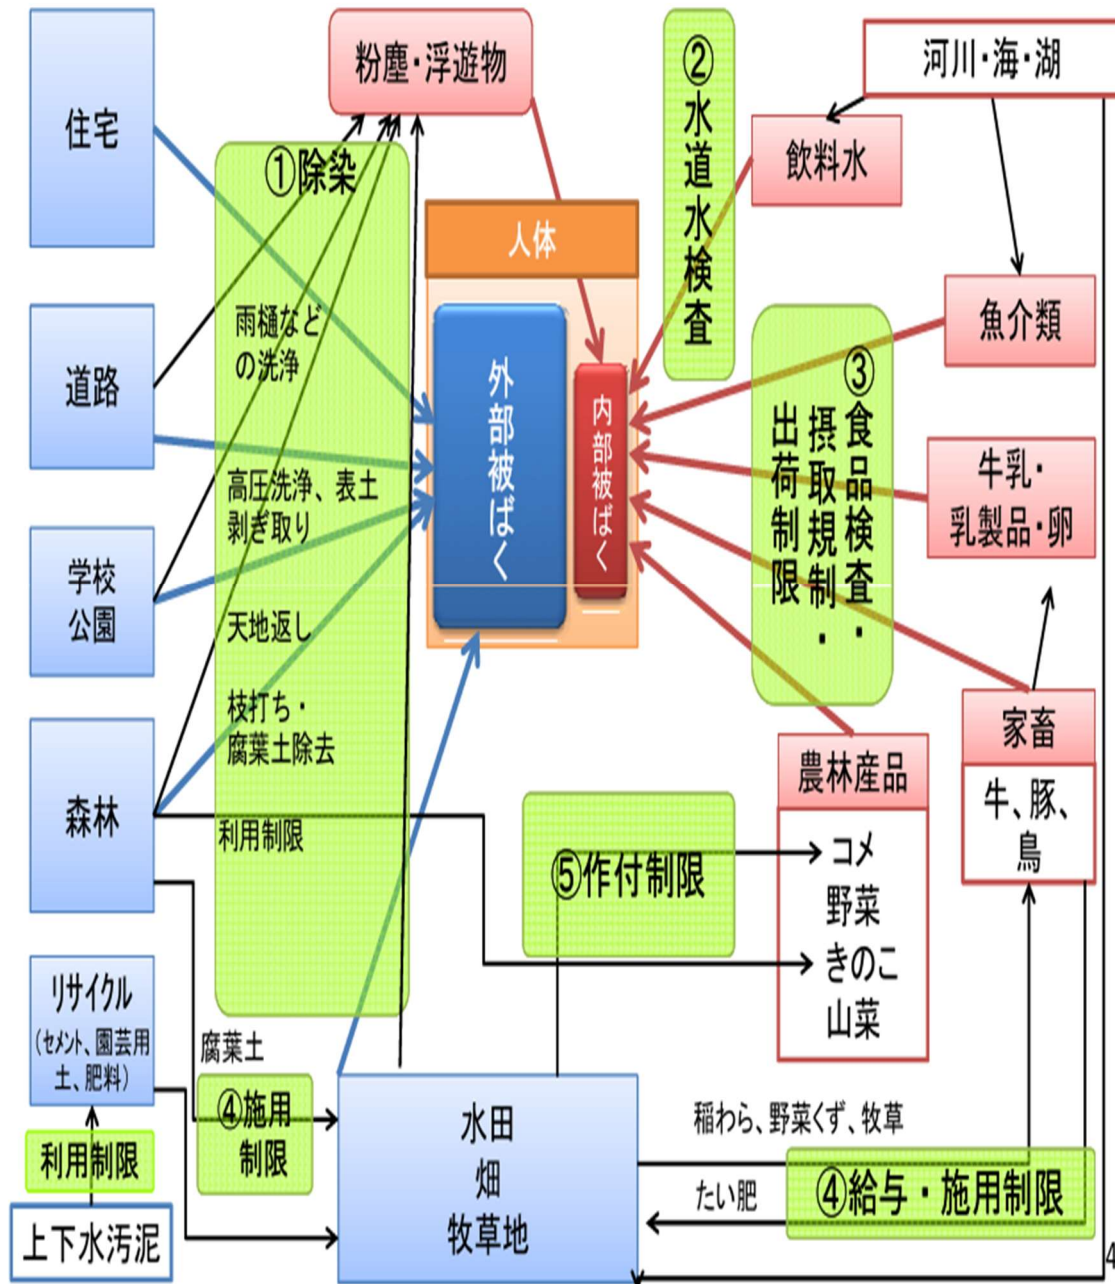 住宅
道路
学校
公園
森林
リサイクル
(セメント、園芸用
土、肥料)
利用制限
上下水汚泥
粉塵・浮遊物
①除染
雨樋など
の洗浄
高圧洗浄、表土
剥ぎ取り
天地返し
枝打ち・
腐葉土除去
利用制限
腐葉土
④施用
制限
人体
外部被ばく
内部被ばく
②水道水検査
河川・海・湖
飲料水
魚介類
③食品検査・
摂取規制・
出荷制限
牛乳・
乳製品・卵
家畜
牛、豚、
鳥
農林産品
コメ
野菜
きのこ
山菜
⑤作付制限
水田
畑
牧草地
稲わら、野菜くず、牧草
たい肥
④給与・施用制限
4